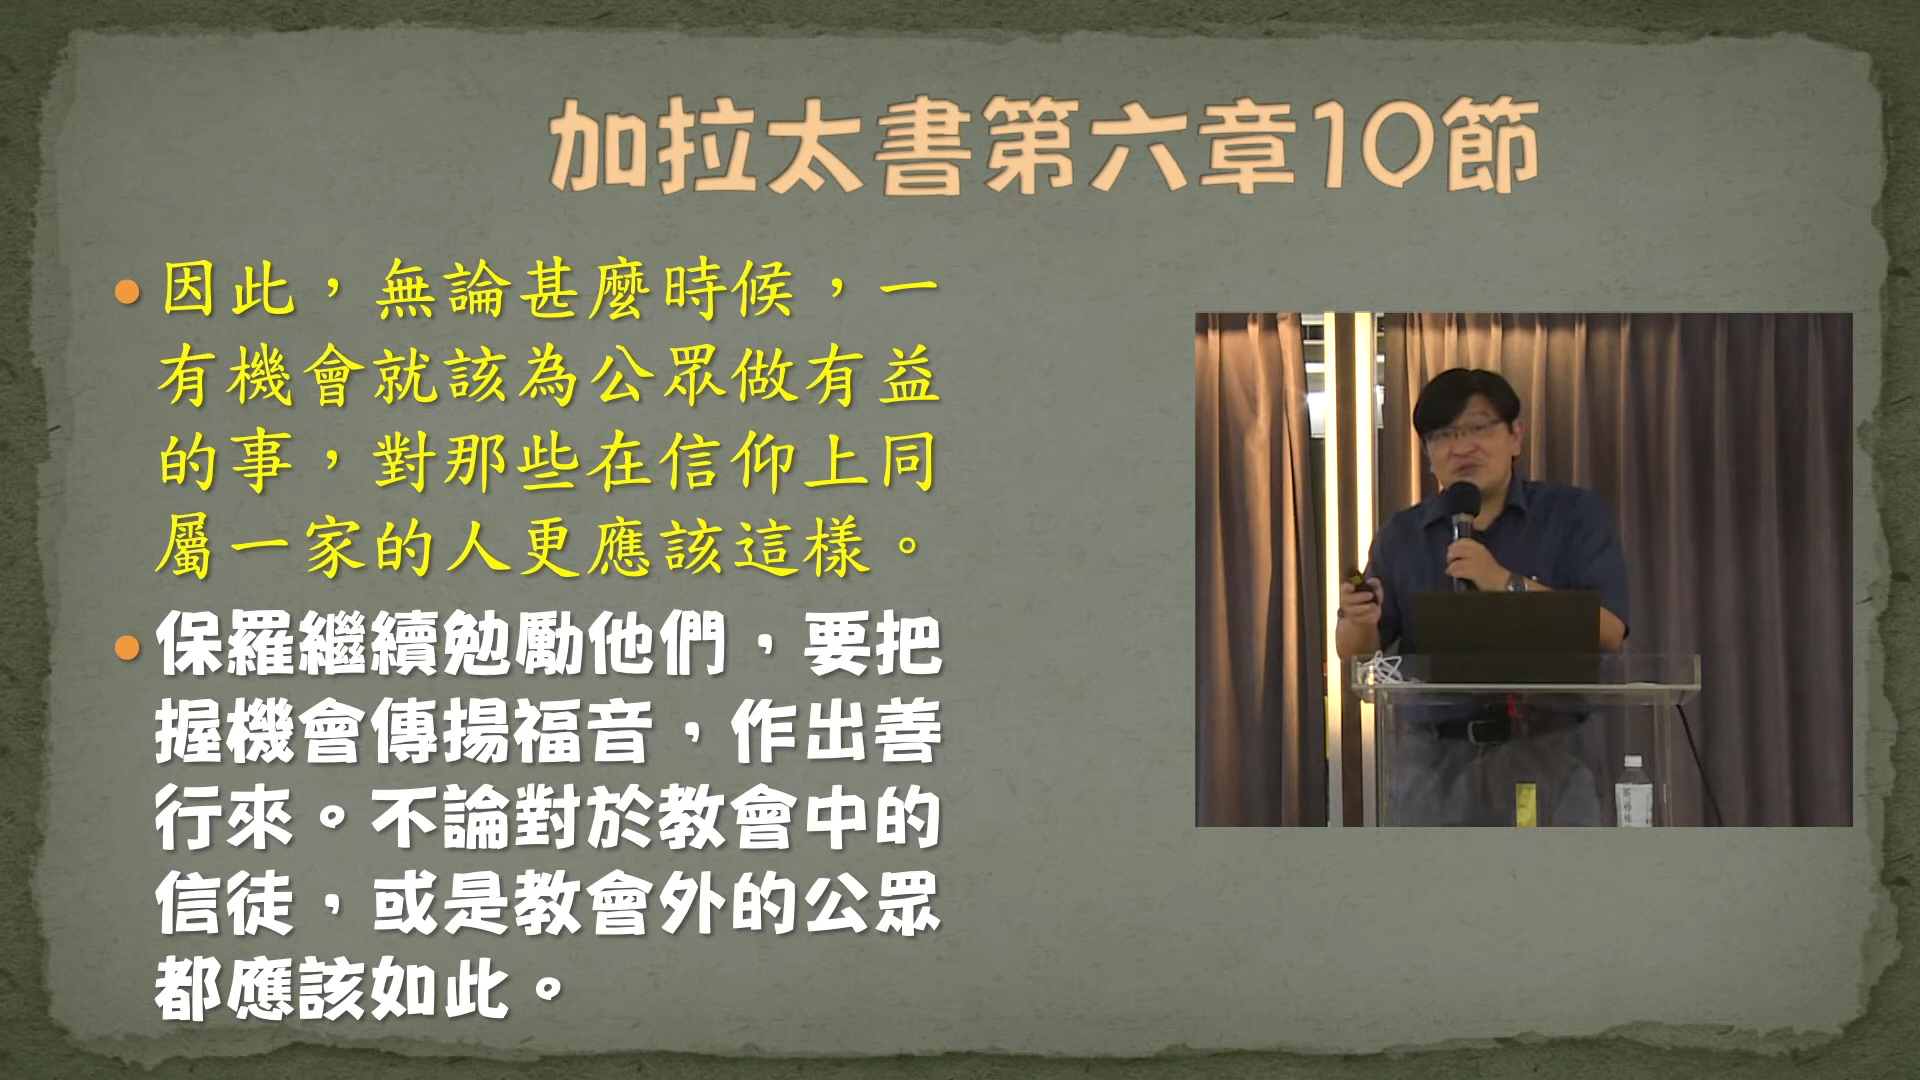 加拉太書第六章10節
因此，無論甚麼時候，一
有機會就該為公眾做有益
的事，對那些在信仰上同
屬一家的人更應該這樣。
保羅繼續勉勵他們，要把
握機會傳揚福音，作出善
行來。不論對於教會中的
信徒，或是教會外的公眾
都應該如此。